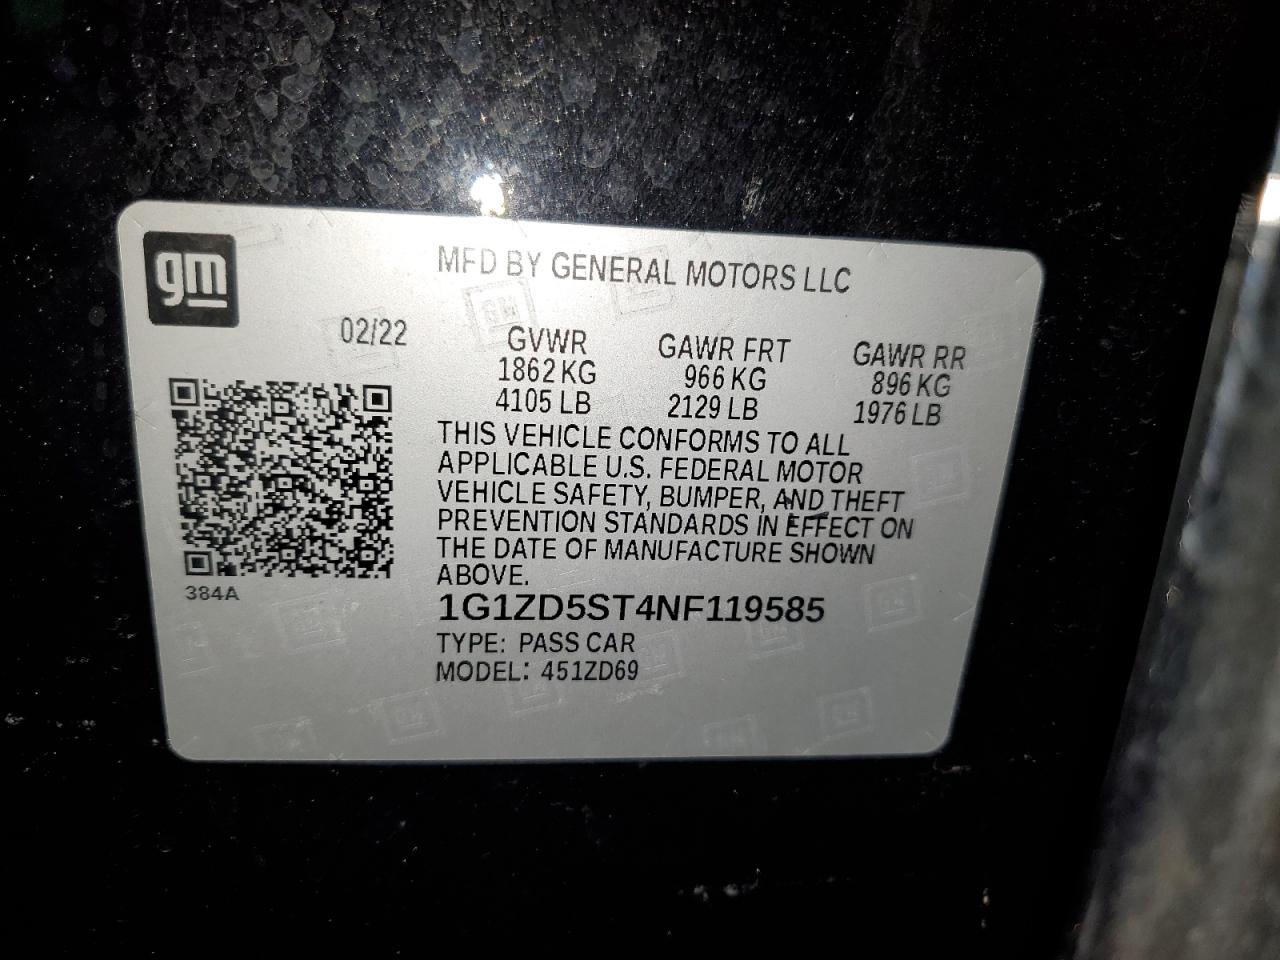 gm
MFD BY GENERAL MOTORS LLC
02/22
GVWR
1862 KG
4105 LB
GAWR FRT
966 KG
2129 LB
GAWR RR
896 KG
1976 LB
THIS VEHICLE CONFORMS TO ALL
APPLICABLE U.S. FEDERAL MOTOR
VEHICLE SAFETY, BUMPER, AND THEFT
PREVENTION STANDARDS IN EFFECT ON
THE DATE OF MANUFACTURE SHOWN
ABOVE.
384A
1G1ZD5ST4NF119585
TYPE: PASS CAR
MODEL: 451ZD69